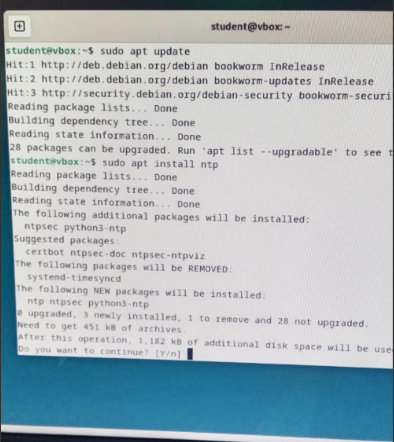 student@vbox: ~
student@vbox:~$ sudo apt update
Hit:1 http://deb.debian.org/debian bookworm InRelease
Hit:2 http://deb.debian.org/debian bookworm-updates InRelease
Hit:3 http://security.debian.org/debian-security bookworm-securi
Reading package lists... Done
Building dependency tree... Done
Reading state information... Done
28 packages can be upgraded. Run 'apt list --upgradable' to see t
student@vbox:~$ sudo apt install ntp
Reading package lists... Done
Building dependency tree... Done
Reading state information... Done
The following additional packages will be installed:
ntpsec python3-ntp
Suggested packages:
certbot ntpsec-doc ntpsec-ntpviz
The following packages will be REMOVED:
systemd-timesyncd
The following NEW packages will be installed:
ntp ntpsec python3-ntp
0 upgraded, 3 newly installed, 1 to remove and 28 not upgraded.
Need to get 451 kB of archives.
After this operation, 1,182 kB of additional disk space will be use
Do you want to continue? [Y/n]